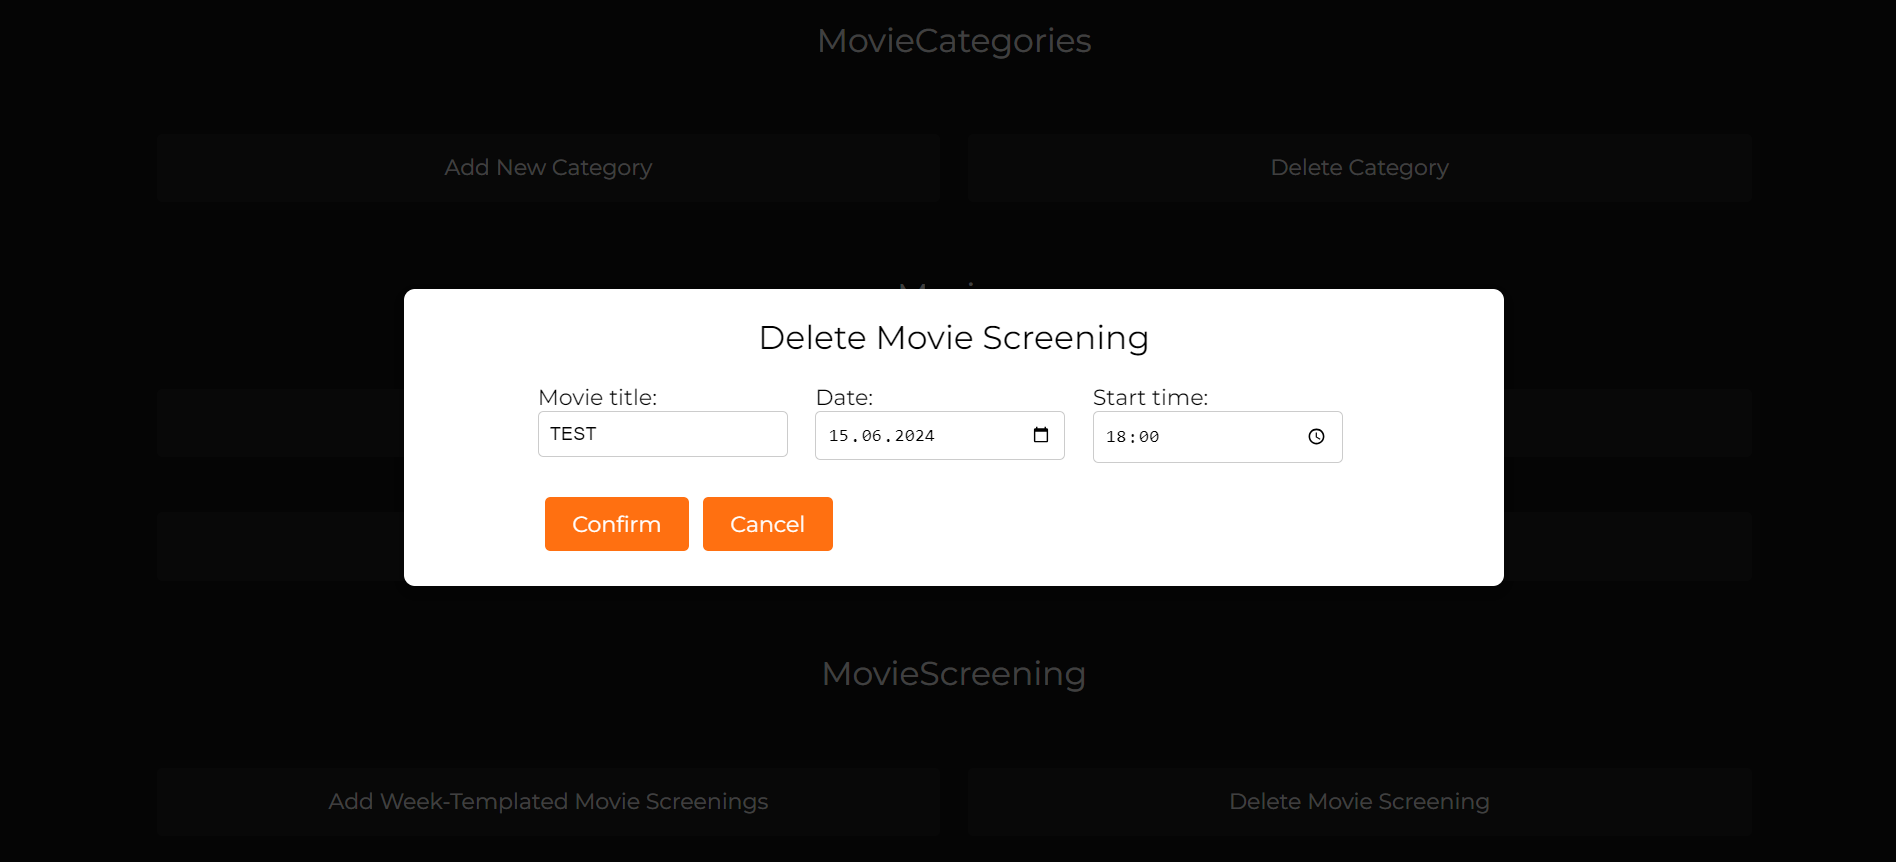 MovieCategories
Add New Category
Delete Category
Delete Movie Screening
Movie title:
Date:
Start time:
TEST
15.06.2024
18:00
Confirm
Cancel
MovieScreening
Add Week-Templated Movie Screenings
Delete Movie Screening